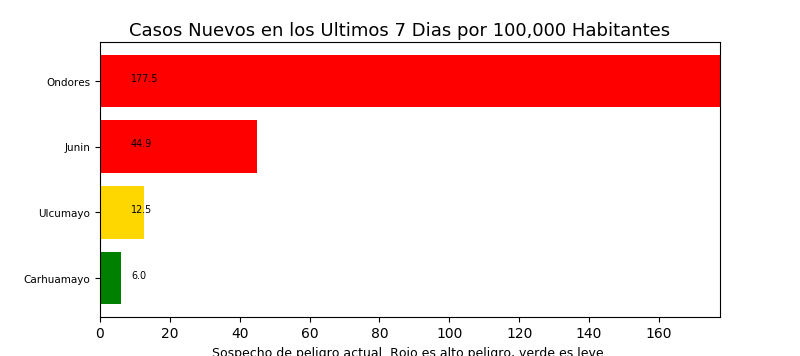 Casos Nuevos en los Ultimos 7 Dias por 100,000 Habitantes
Ondores 177.5
Junin 44.9
Ulcumayo 12.5
Carhuamayo 6.0
0 20 40 60 80 100 120 140 160
Sospecho de peligro actual. Rojo es alto peligro, verde es leve